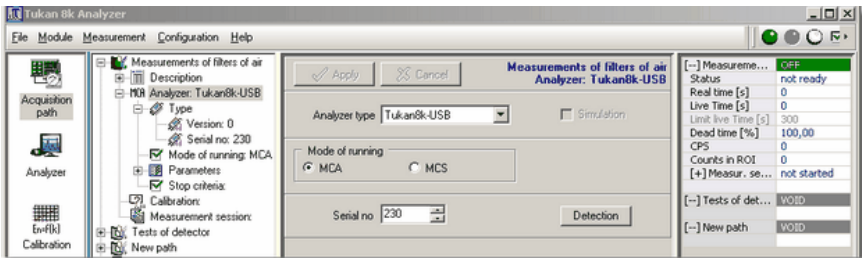 Tukan 8k Analyzer
File Module Measurement Configuration Help
Acquisition
path
Analyzer
En=f(k)
Calibration
Measurements of filters of air
Description
MCA Analyzer: Tukan8k-USB
Type
Version: 0
Serial no: 230
Mode of running: MCA
Parameters
Stop criteria:
Calibration:
Measurement session:
Tests of detector
New path
Apply Cancel
Measurements of filters of air
Analyzer: Tukan8k-USB
Analyzer type Tukan8k-USB Simulation
Mode of running
MCA MCS
Serial no 230 Detection
[--] Measureme... OFF
Status not ready
Real time [s] 0
Live Time [s] 0
Limit live Time [s] 300
Dead time [%] 100,00
CPS 0
Counts in ROI 0
[+] Measur. se... not started
[--] Tests of det... VOID
[--] New path VOID